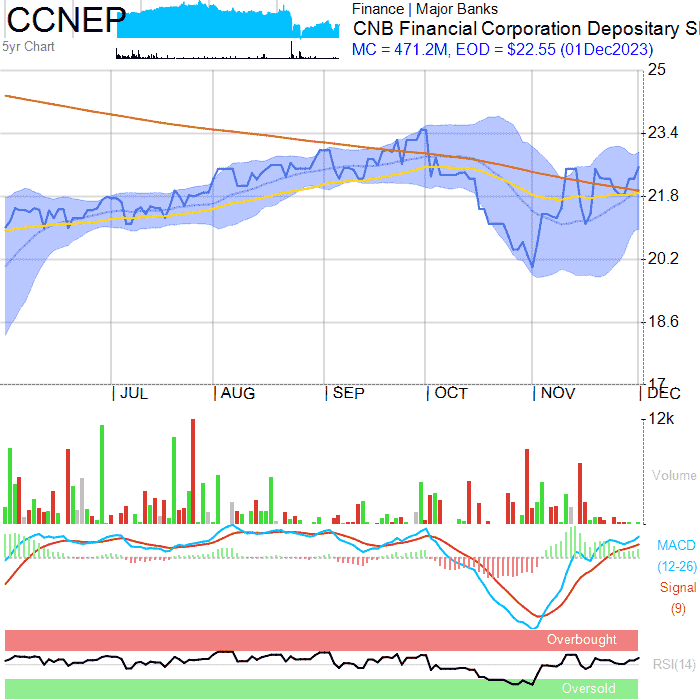 CCNEP
5yr Chart
Finance | Major Banks
CNB Financial Corporation Depositary S
MC = 471.2M, EOD = $22.55 (01Dec2023)
25
23.4
21.8
20.2
18.6
17
| JUL | AUG | SEP | OCT | NOV | DEC
12k
Volume
MACD
(12-26)
Signal
(9)
Overbought
RSI(14)
Oversold